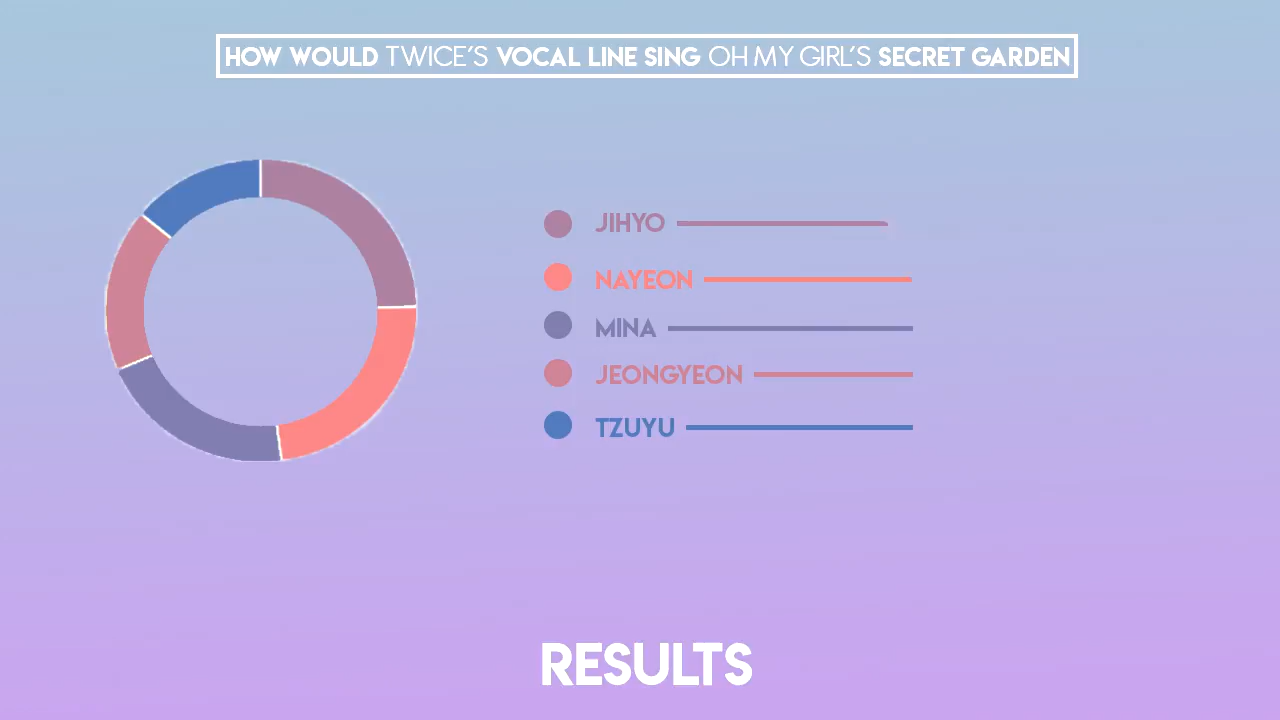 HOW WOULD TWICE'S VOCAL LINE SING OH MY GIRL'S SECRET GARDEN
JIHYO
NAYEON
MINA
JEONGYEON
TZUYU
RESULTS